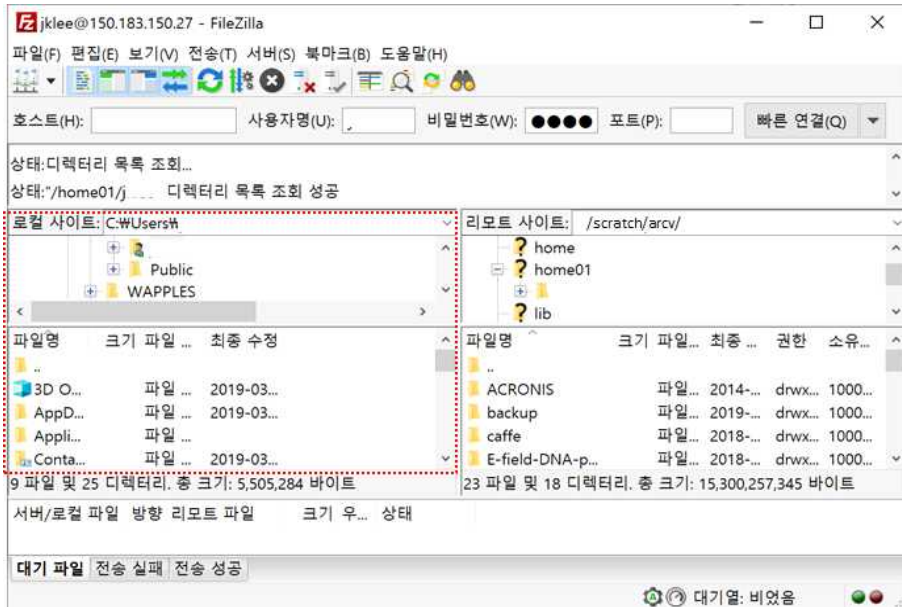 jklee@150.183.150.27 - FileZilla
파일(F) 편집(E) 보기(V) 전송(T) 서버(S) 북마크(B) 도움말(H)
호스트(H): 사용자명(U): 비밀번호(W): ●●●● 포트(P): 빠른 연결(Q)
상태:디렉터리 목록 조회...
상태:"/home01/j 디렉터리 목록 조회 성공
로컬 사이트: C:₩Users₩
Public
WAPPLES
파일명 크기 파일 ... 최종 수정
..
3D O... 파일 ... 2019-03...
AppD... 파일 ... 2019-03...
Appli... 파일 ...
Conta... 파일 ... 2019-03...
9 파일 및 25 디렉터리. 총 크기: 5,505,284 바이트
리모트 사이트: /scratch/arcv/
home
home01
lib
파일명 크기 파일... 최종 ... 권한 소유...
..
ACRONIS 파일... 2014-... drwx... 1000...
backup 파일... 2019-... drwx... 1000...
caffe 파일... 2018-... drwx... 1000...
E-field-DNA-p... 파일... 2018-... drwx... 1000...
23 파일 및 18 디렉터리. 총 크기: 15,300,257,345 바이트
서버/로컬 파일 방향 리모트 파일 크기 우... 상태
대기 파일 전송 실패 전송 성공
대기열: 비었음